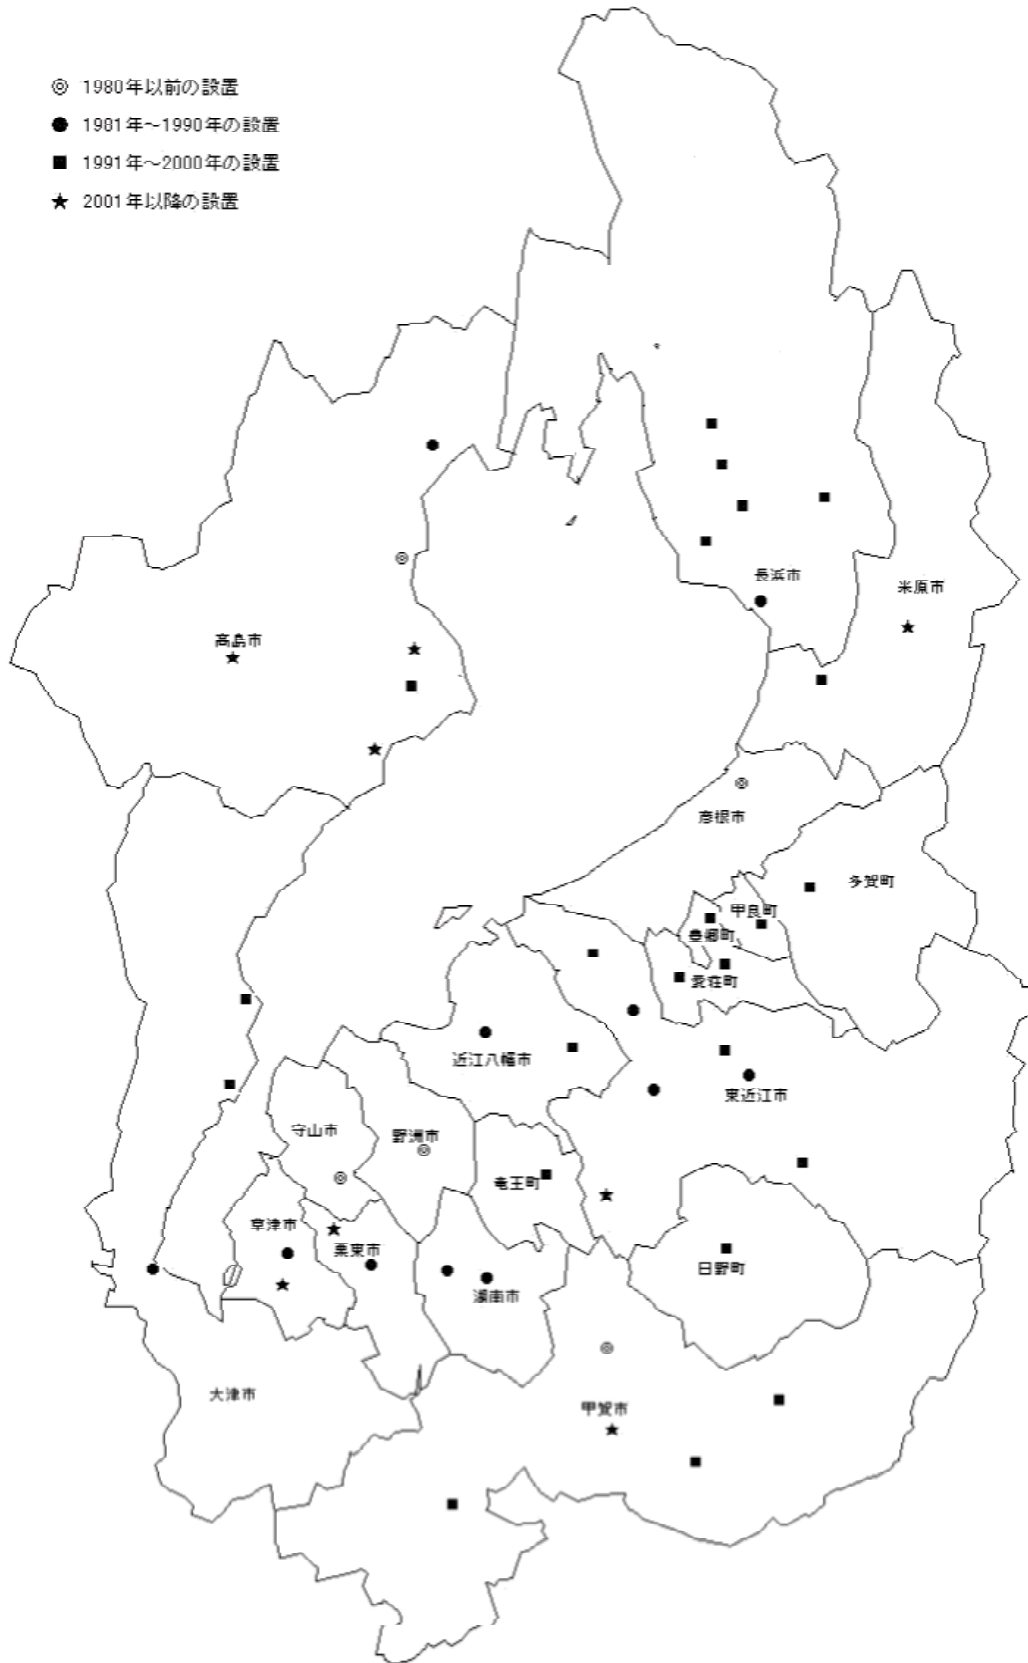 ◎ 1980年以前の設置
● 1981年～1990年の設置
■ 1991年～2000年の設置
★ 2001年以降の設置
長浜市
米原市
高島市
彦根市
多賀町
甲良町
豊郷町
愛荘町
近江八幡市
東近江市
守山市
野洲市
竜王町
草津市
栗東市
日野町
湖南市
大津市
甲賀市